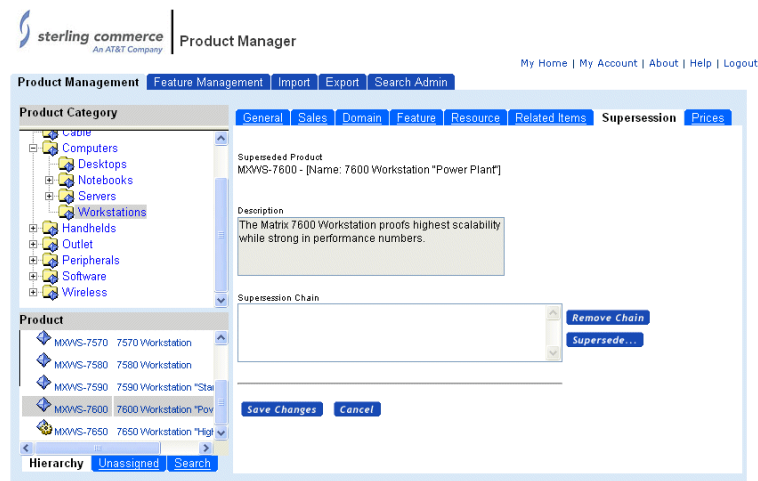 sterling commerce
An AT&T Company
Product Manager
My Home | My Account | About | Help | Logout
Product Management Feature Management Import Export Search Admin
Product Category
Cable
Computers
Desktops
Notebooks
Servers
Workstations
Handhelds
Outlet
Peripherals
Software
Wireless
Product
MXWS-7570 7570 Workstation
MXWS-7580 7580 Workstation
MXWS-7590 7590 Workstation "Star
MXWS-7600 7600 Workstation "Pow
MXWS-7650 7650 Workstation "High
Hierarchy Unassigned Search
General Sales Domain Feature Resource Related Items Supersession Prices
Superseded Product
MXWS-7600 - [Name: 7600 Workstation "Power Plant"]
Description
The Matrix 7600 Workstation proofs highest scalability
while strong in performance numbers.
Supersession Chain
Remove Chain
Supersede...
Save Changes Cancel